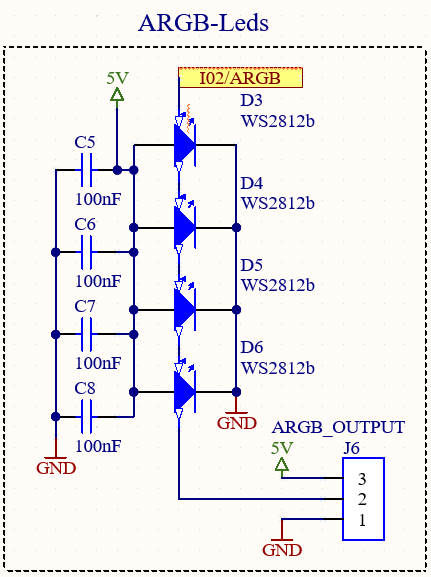 ARGB-Leds
I02/ARGB
5V
D3
WS2812b
C5
100nF
D4
WS2812b
C6
100nF
D5
WS2812b
C7
100nF
D6
WS2812b
C8
100nF
GND
GND
ARGB_OUTPUT
5V
J6
3
2
1
GND